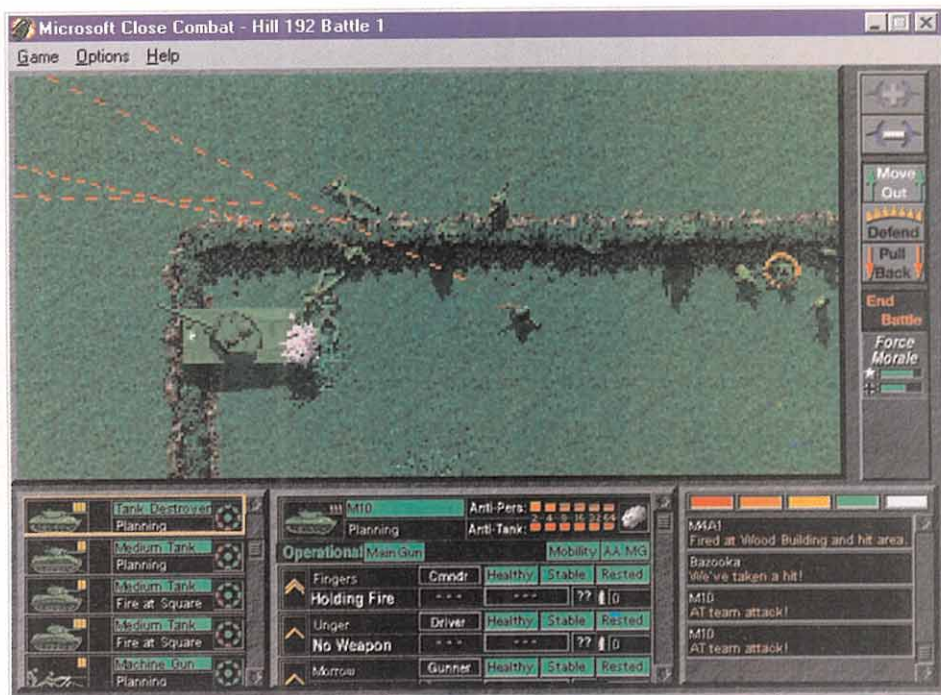 Microsoft Close Combat - Hill 192 Battle 1
Game Options Help
Move Out
Defend
Pull Back
End Battle
Force Morale
Tank Destroyer
Planning
Medium Tank
Planning
Medium Tank
Fire at Square
Medium Tank
Fire at Square
Machine Gun
Planning
M10
Planning
Anti-Pers:
2 4 8 16 32 64
Anti-Tank:
Operational Main Gun Mobility AA MG
Fingers Cmndr Healthy Stable Rested
Holding Fire --- --- ?? 0
Unger Driver Healthy Stable Rested
No Weapon --- --- ?? 0
Morrow Gunner Healthy Stable Rested
M4A1
Fired at Wood Building and hit area.
Bazooka
We've taken a hit!
M10
AT team attack!
M10
AT team attack!